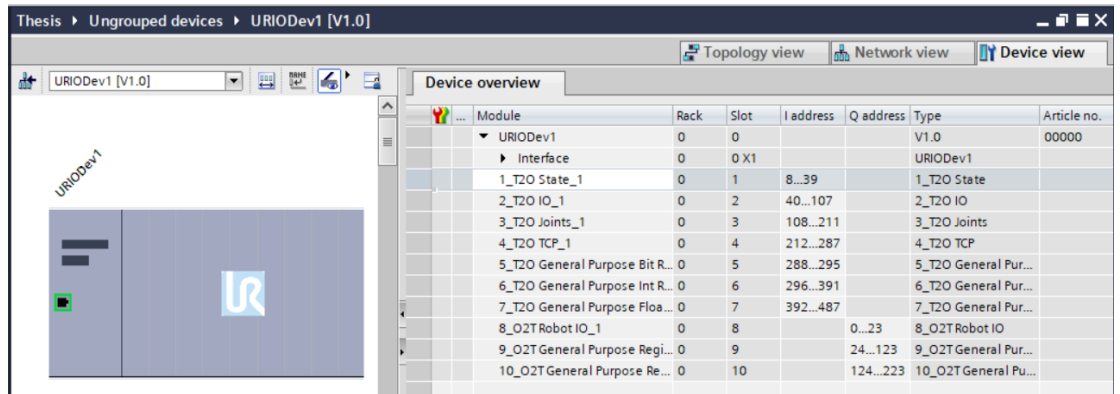 Thesis ▸ Ungrouped devices ▸ URIODev1 [V1.0]
Topology view Network view Device view
URIODev1 [V1.0]
Device overview
... Module Rack Slot I address Q address Type Article no.
URIODev1 0 0 V1.0 00000
Interface 0 0 X1 URIODev1
1_T2O State_1 0 1 8...39 1_T2O State
2_T2O IO_1 0 2 40...107 2_T2O IO
3_T2O Joints_1 0 3 108...211 3_T2O Joints
4_T2O TCP_1 0 4 212...287 4_T2O TCP
5_T2O General Purpose Bit R... 0 5 288...295 5_T2O General Pur...
6_T2O General Purpose Int R... 0 6 296...391 6_T2O General Pur...
7_T2O General Purpose Floa... 0 7 392...487 7_T2O General Pur...
8_O2T Robot IO_1 0 8 0...23 8_O2T Robot IO
9_O2T General Purpose Regi... 0 9 24...123 9_O2T General Pur...
10_O2T General Purpose Re... 0 10 124...223 10_O2T General Pu...
URIODev1
UR